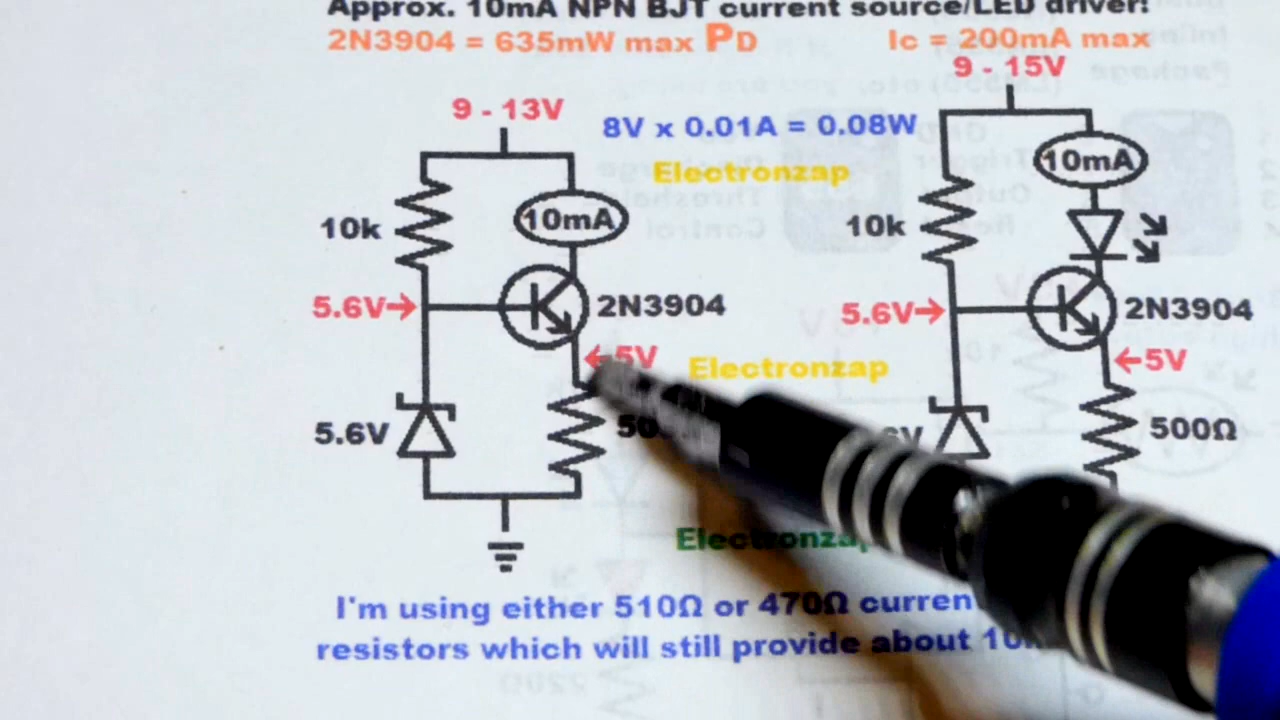 Approx. 10mA NPN BJT current source/LED driver!
2N3904 = 635mW max PD
Ic = 200mA max
9 - 13V
8V x 0.01A = 0.08W
Electronzap
10k
10mA
5.6V→
2N3904
←5V
Electronzap
5.6V
Electronzap
9 - 15V
10mA
10k
5.6V→
2N3904
←5V
500Ω
I'm using either 510Ω or 470Ω
resistors which will still provide about